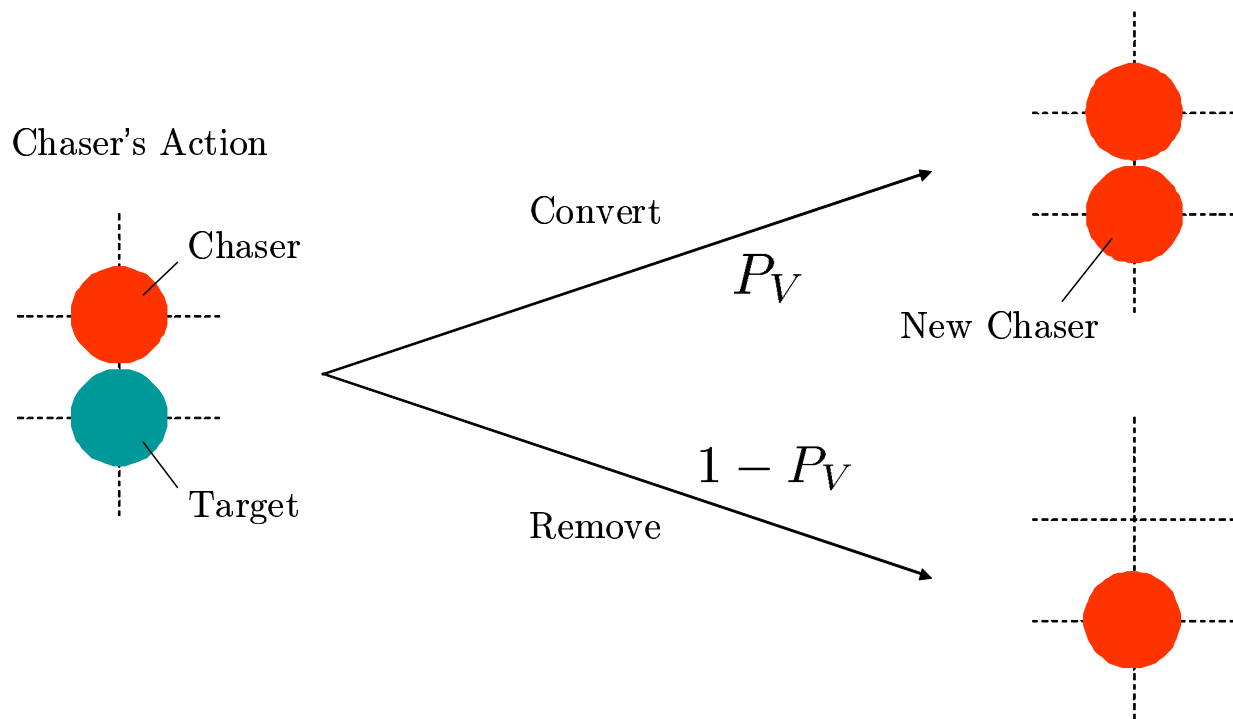 Chaser's Action
Chaser
Target
Convert
P_V
1 − P_V
Remove
New Chaser